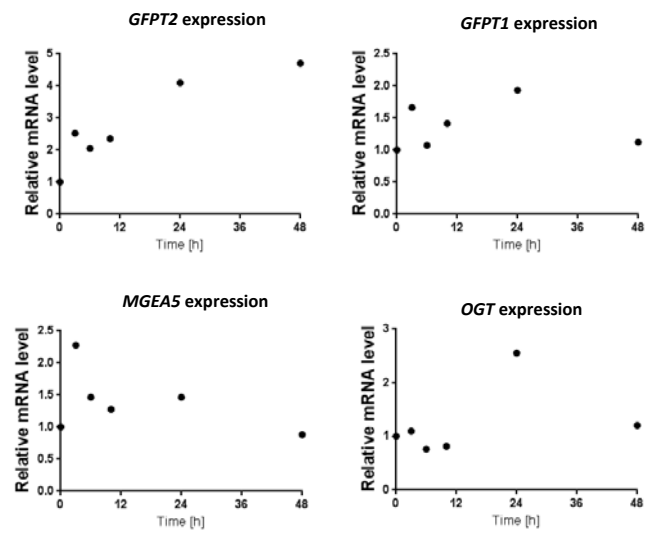 GFPT2 expression
Relative mRNA level
5
4
3
2
1
0
0 12 24 36 48
Time [h]
GFPT1 expression
Relative mRNA level
2.5
2.0
1.5
1.0
0.5
0.0
0 12 24 36 48
Time [h]
MGEA5 expression
Relative mRNA level
2.5
2.0
1.5
1.0
0.5
0.0
0 12 24 36 48
Time [h]
OGT expression
Relative mRNA level
3
2
1
0
0 12 24 36 48
Time [h]